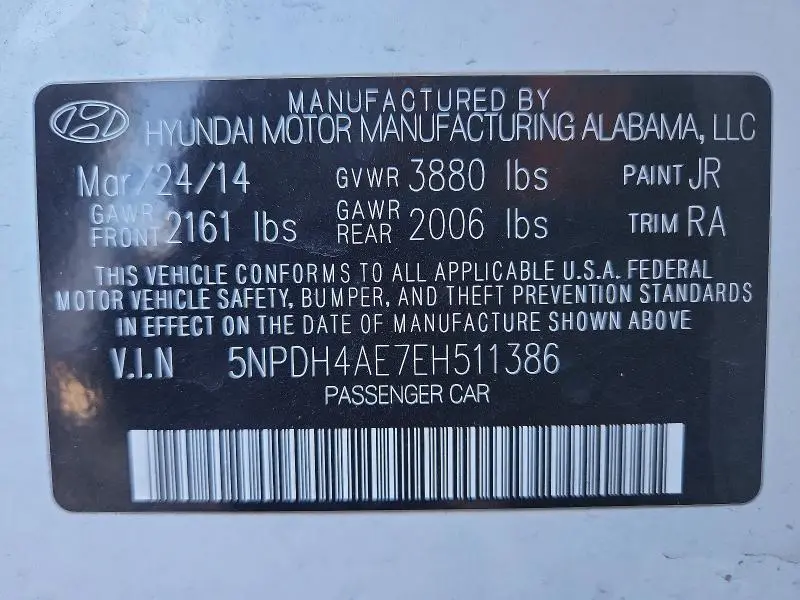 MANUFACTURED BY
HYUNDAI MOTOR MANUFACTURING ALABAMA, LLC
Mar/24/14 GVWR 3880 lbs PAINT JR
GAWR FRONT 2161 lbs GAWR REAR 2006 lbs TRIM RA
THIS VEHICLE CONFORMS TO ALL APPLICABLE U.S.A. FEDERAL
MOTOR VEHICLE SAFETY, BUMPER, AND THEFT PREVENTION STANDARDS
IN EFFECT ON THE DATE OF MANUFACTURE SHOWN ABOVE
V.I.N 5NPDH4AE7EH511386
PASSENGER CAR